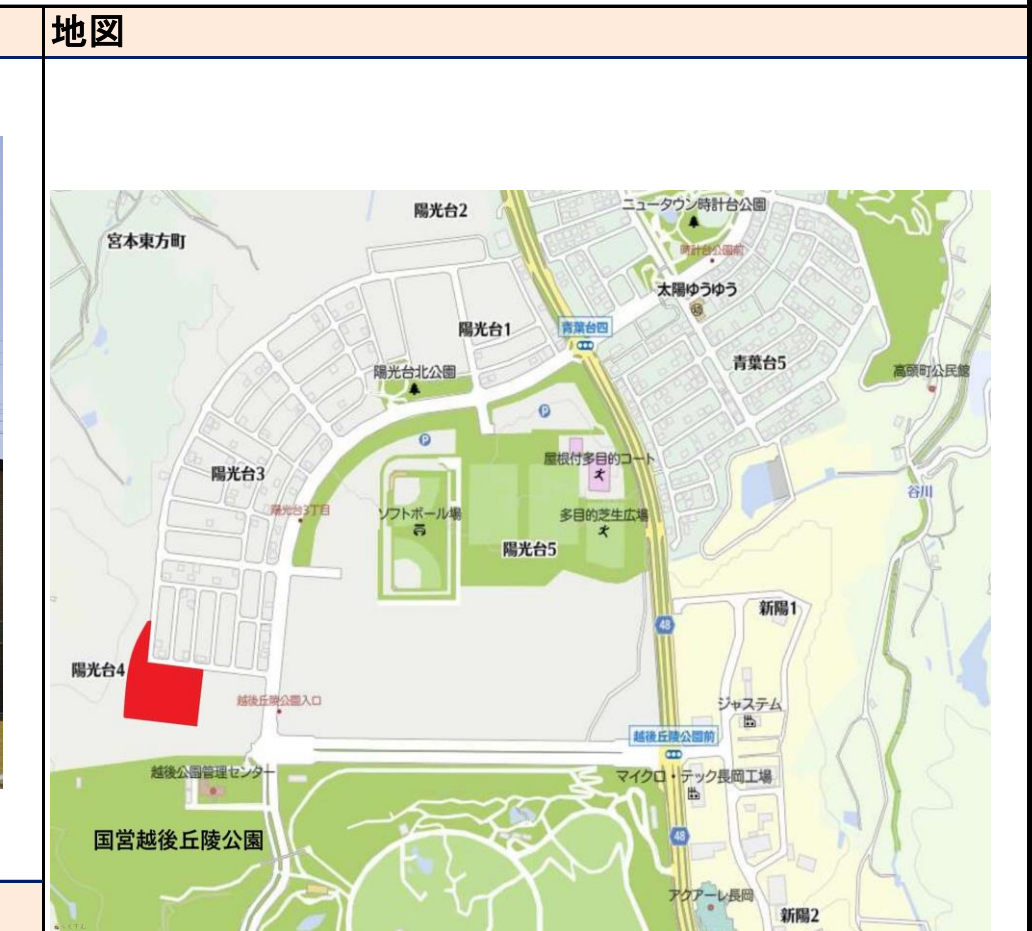 地図
陽光台2
ニュータウン時計台公園
宮本東方町
時計台公園前
太陽ゆうゆう
陽光台1
青葉台四
陽光台北公園
青葉台5
高頭町公民館
P
P
屋根付多目的コート
陽光台3
谷川
陽光台3丁目
ソフトボール場
多目的芝生広場
陽光台5
新陽1
48
陽光台4
越後丘陵公園入口
ジャステム
越後丘陵公園前
越後公園管理センター
マイクロ・テック長岡工場
国営越後丘陵公園
48
アクアーレ長岡
新陽2